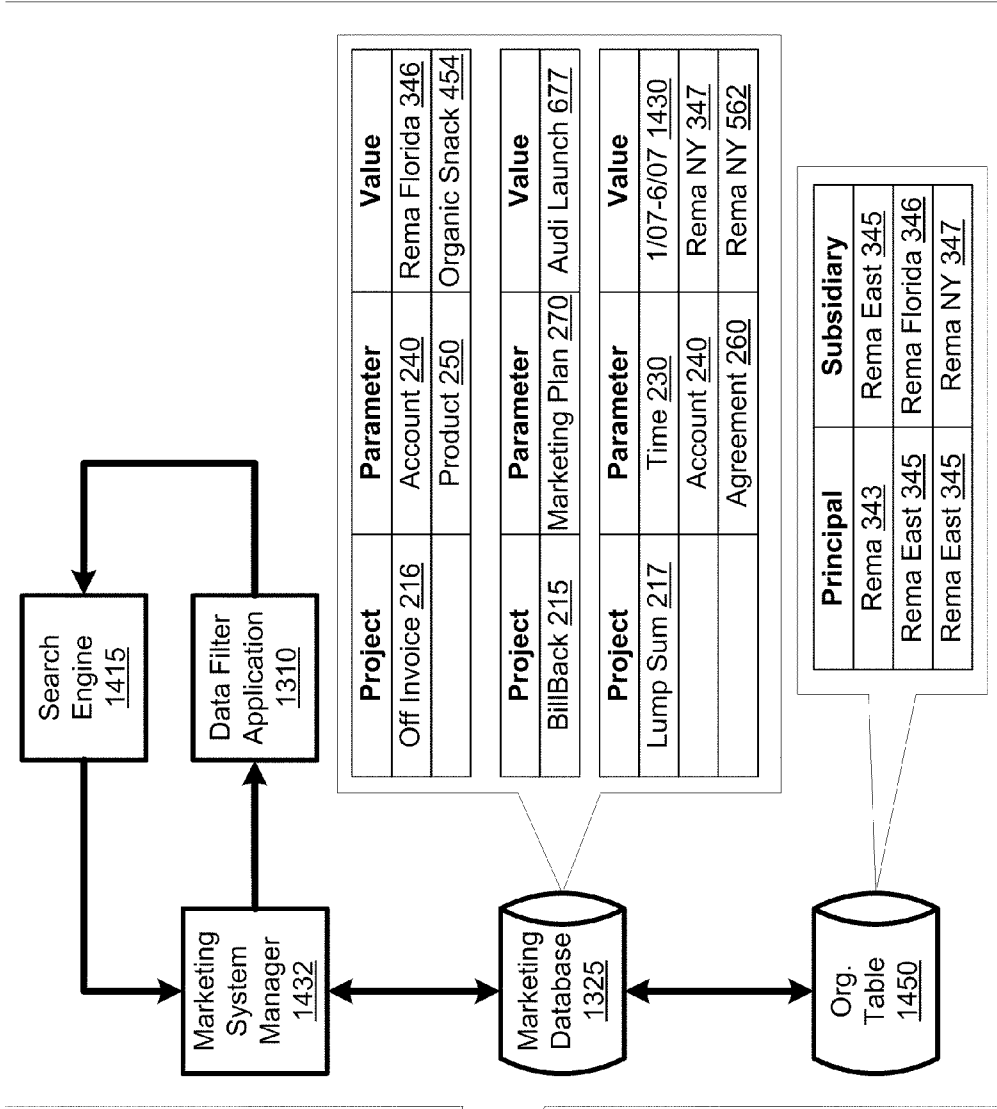 Search
Engine
1415
Data Filter
Application
1310
Marketing
System
Manager
1432
Marketing
Database
1325
Org.
Table
1450
Project Parameter Value
Off Invoice 216 Account 240 Rema Florida 346
Product 250 Organic Snack 454
Project Parameter Value
BillBack 215 Marketing Plan 270 Audi Launch 677
Project Parameter Value
Lump Sum 217 Time 230 1/07-6/07 1430
Account 240 Rema NY 347
Agreement 260 Rema NY 562
Principal Subsidiary
Rema 343 Rema East 345
Rema East 345 Rema Florida 346
Rema East 345 Rema NY 347